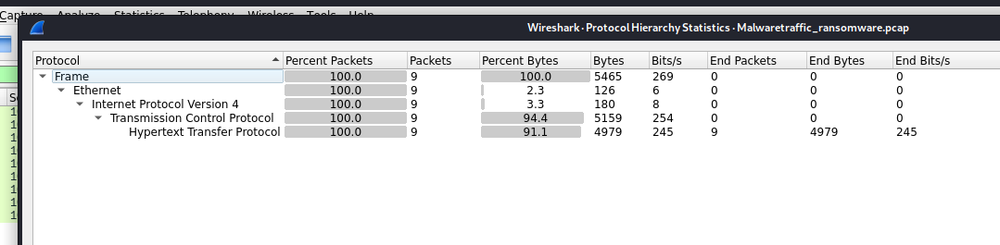 Capture Analyze Statistics Telephony Wireless Tools Help
Wireshark · Protocol Hierarchy Statistics · Malwaretraffic_ransomware.pcap
Protocol Percent Packets Packets Percent Bytes Bytes Bits/s End Packets End Bytes End Bits/s
Frame 100.0 9 100.0 5465 269 0 0 0
Ethernet 100.0 9 2.3 126 6 0 0 0
Internet Protocol Version 4 100.0 9 3.3 180 8 0 0 0
Transmission Control Protocol 100.0 9 94.4 5159 254 0 0 0
Hypertext Transfer Protocol 100.0 9 91.1 4979 245 9 4979 245